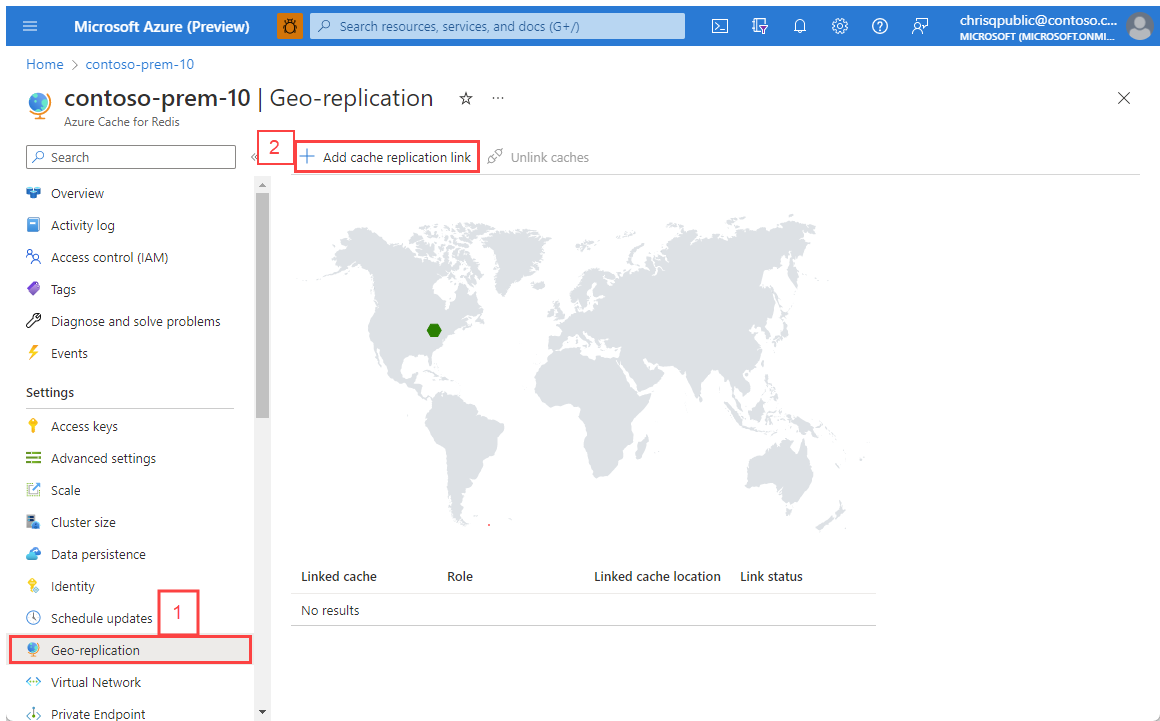 Microsoft Azure (Preview)
Search resources, services, and docs (G+/)
chrisqpublic@contoso.c...
MICROSOFT (MICROSOFT.ONMI...
Home > contoso-prem-10
contoso-prem-10 | Geo-replication
Azure Cache for Redis
Search
«
2
Add cache replication link
Unlink caches
Overview
Activity log
Access control (IAM)
Tags
Diagnose and solve problems
Events
Settings
Access keys
Advanced settings
Scale
Cluster size
Data persistence
Identity
Schedule updates
1
Geo-replication
Virtual Network
Private Endpoint
Linked cache Role Linked cache location Link status
No results